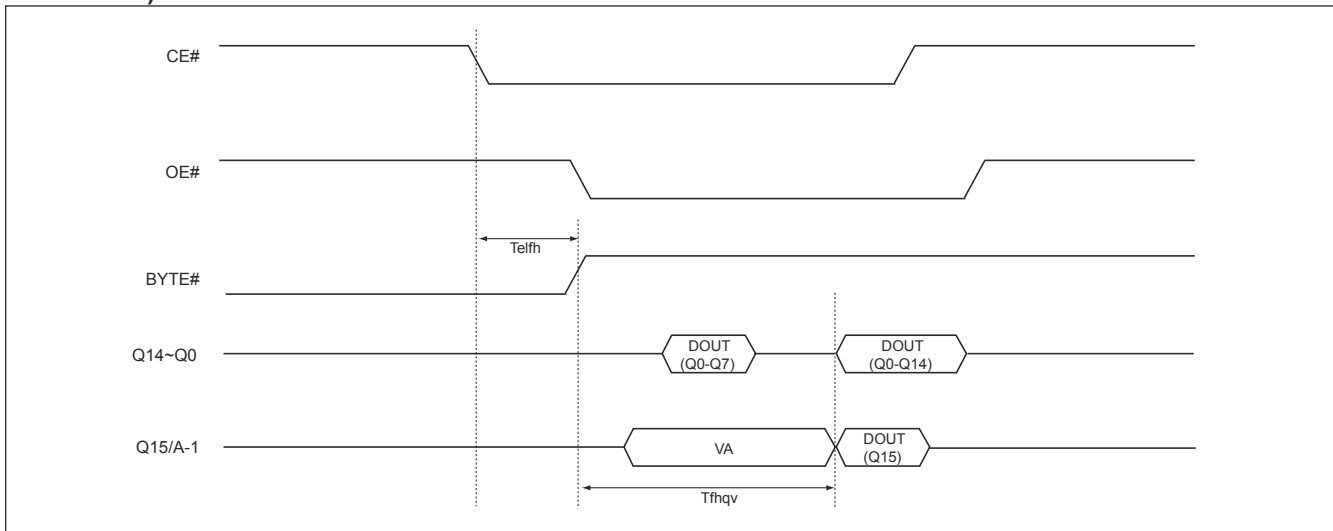 CE#
OE#
Telfh
BYTE#
Q14~Q0
DOUT
(Q0-Q7)
DOUT
(Q0-Q14)
Q15/A-1
VA
DOUT
(Q15)
Tfhqv